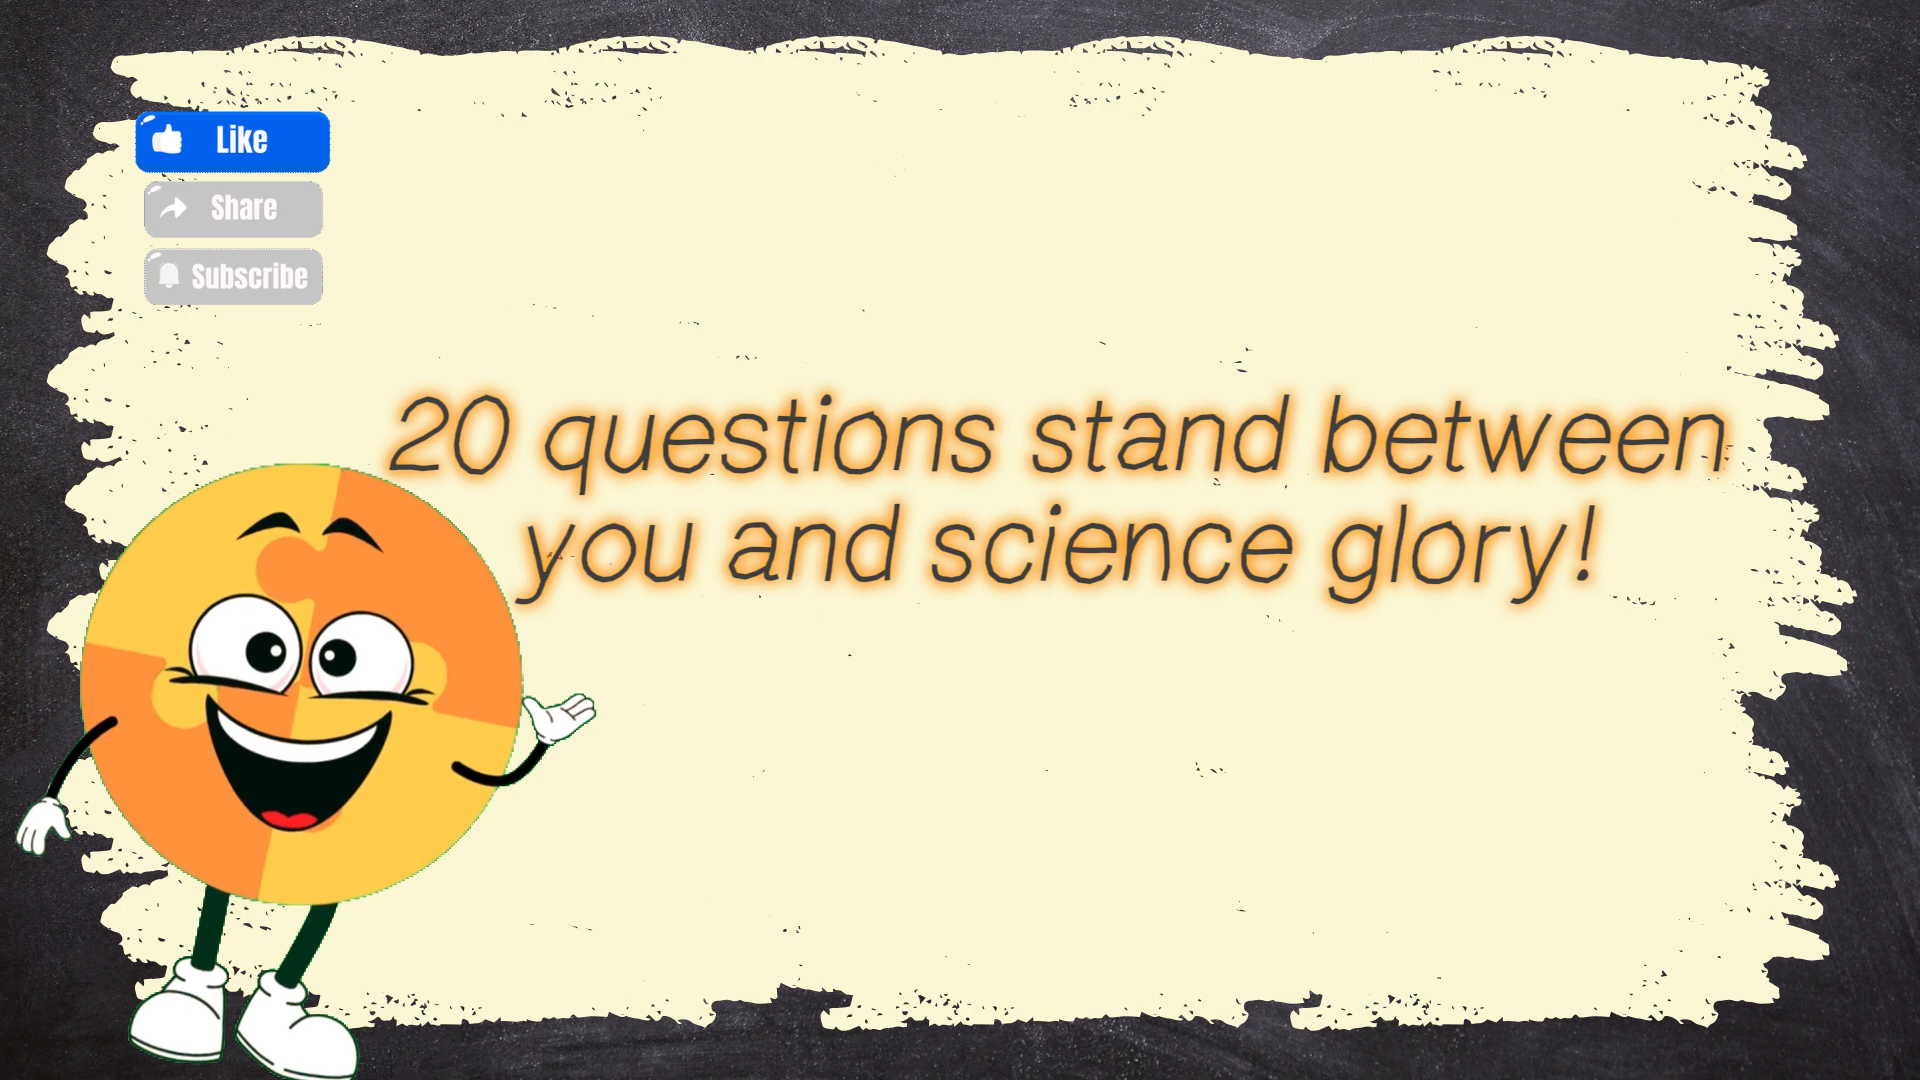 Like
Share
Subscribe
20 questions stand between
you and science glory!